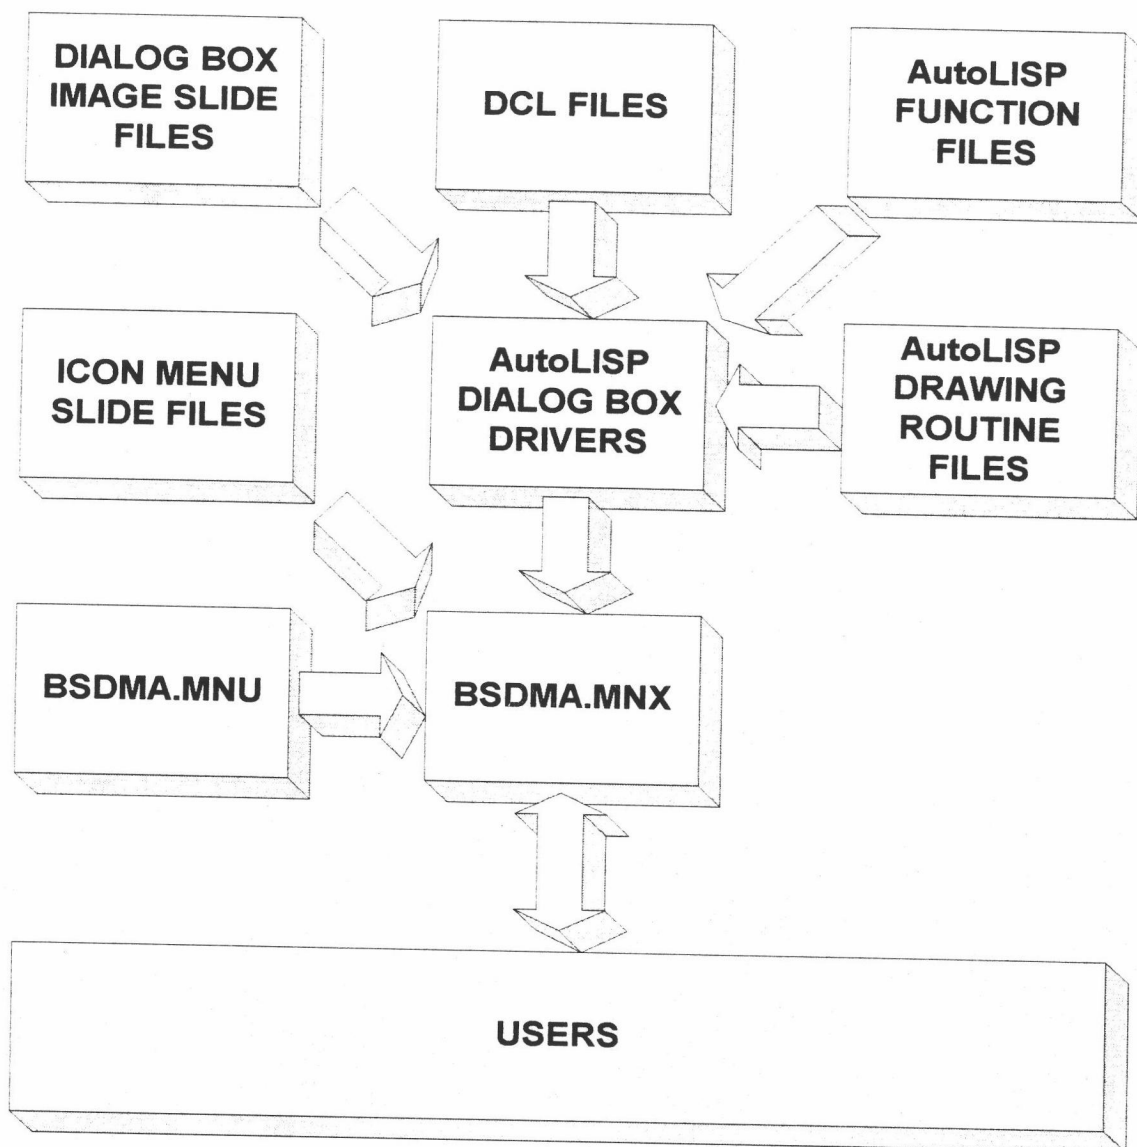 DIALOG BOX
IMAGE SLIDE
FILES
DCL FILES
AutoLISP
FUNCTION
FILES
ICON MENU
SLIDE FILES
AutoLISP
DIALOG BOX
DRIVERS
AutoLISP
DRAWING
ROUTINE
FILES
BSDMA.MNU
BSDMA.MNX
USERS